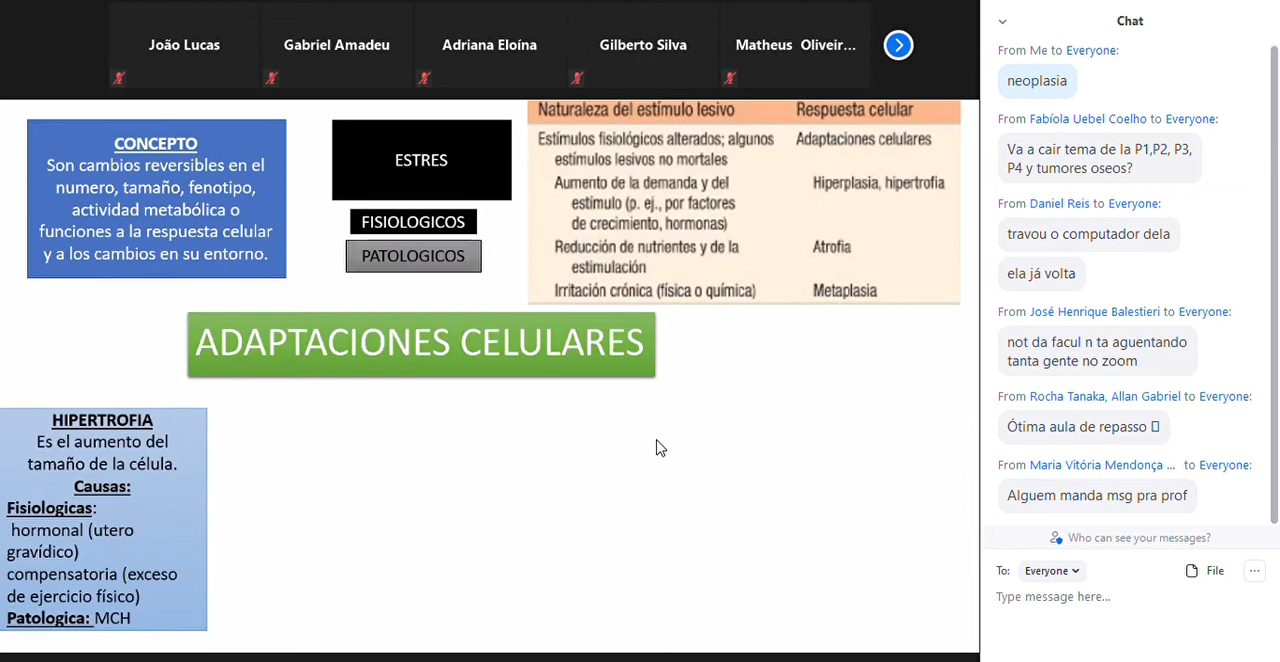 João Lucas
Gabriel Amadeu
Adriana Eloína
Gilberto Silva
Matheus Oliveir...
CONCEPTO
Son cambios reversibles en el
numero, tamaño, fenotipo,
actividad metabólica o
funciones a la respuesta celular
y a los cambios en su entorno.
ESTRES
FISIOLOGICOS
PATOLOGICOS
Naturaleza del estímulo lesivo Respuesta celular
Estímulos fisiológicos alterados; algunos Adaptaciones celulares
estímulos lesivos no mortales
Aumento de la demanda y del Hiperplasia, hipertrofia
estímulo (p. ej., por factores
de crecimiento, hormonas)
Reducción de nutrientes y de la Atrofia
estimulación
Irritación crónica (física o química) Metaplasia
ADAPTACIONES CELULARES
HIPERTROFIA
Es el aumento del
tamaño de la célula.
Causas:
Fisiologicas:
hormonal (utero
gravídico)
compensatoria (exceso
de ejercicio físico)
Patologica: MCH
Chat
From Me to Everyone:
neoplasia
From Fabíola Uebel Coelho to Everyone:
Va a cair tema de la P1,P2, P3,
P4 y tumores oseos?
From Daniel Reis to Everyone:
travou o computador dela
ela já volta
From José Henrique Balestieri to Everyone:
not da facul n ta aguentando
tanta gente no zoom
From Rocha Tanaka, Allan Gabriel to Everyone:
Ótima aula de repasso
From Maria Vitória Mendonça ... to Everyone:
Alguem manda msg pra prof
Who can see your messages?
To: Everyone File ...
Type message here...